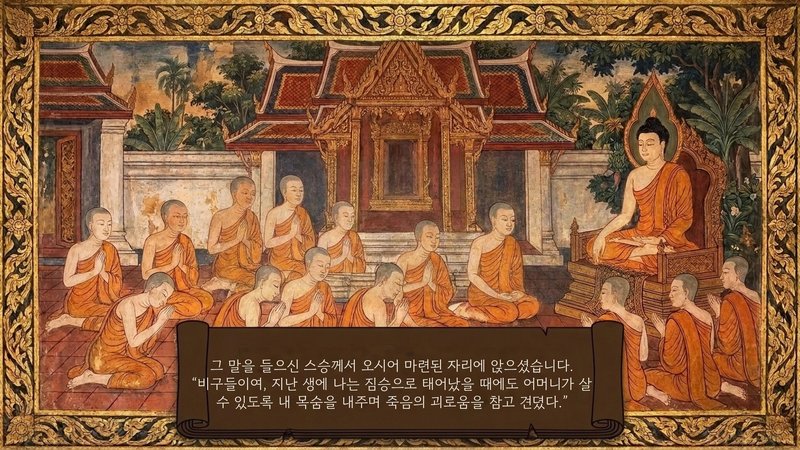 그 말을 들으신 스승께서 오시어 마련된 자리에 앉으셨습니다.
“비구들이여, 지난 생에 나는 짐승으로 태어났을 때에도 어머니가 살
수 있도록 내 목숨을 내주며 죽음의 괴로움을 참고 견뎠다.”